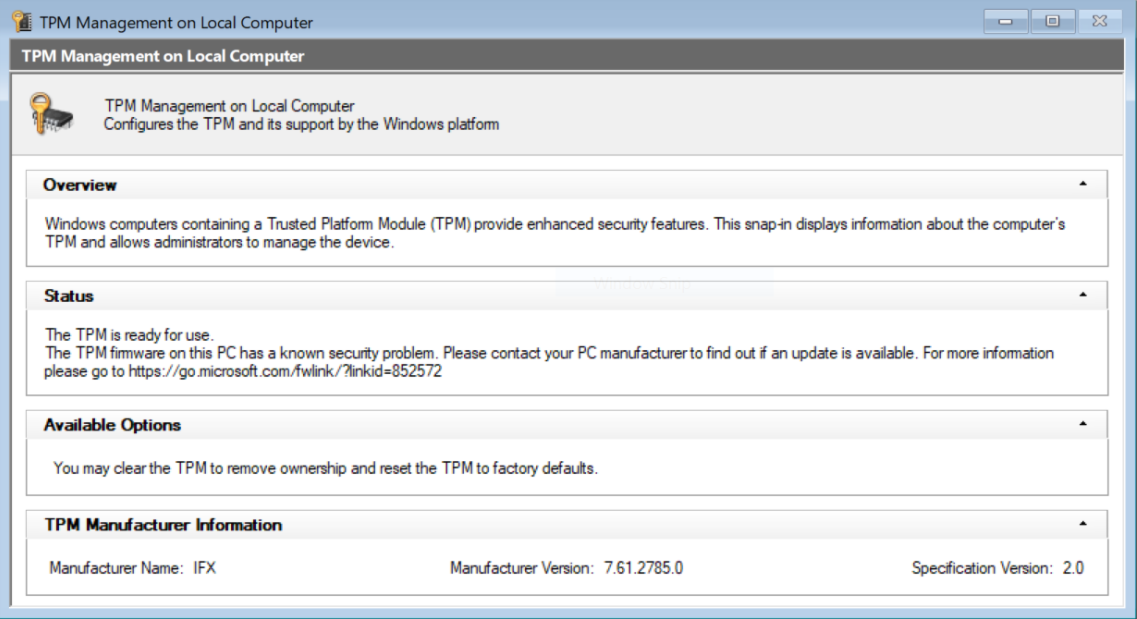 TPM Management on Local Computer
TPM Management on Local Computer
TPM Management on Local Computer
Configures the TPM and its support by the Windows platform
Overview
Windows computers containing a Trusted Platform Module (TPM) provide enhanced security features. This snap-in displays information about the computer's
TPM and allows administrators to manage the device.
Window Snip
Status
The TPM is ready for use.
The TPM firmware on this PC has a known security problem. Please contact your PC manufacturer to find out if an update is available. For more information
please go to https://go.microsoft.com/fwlink/?linkid=852572
Available Options
You may clear the TPM to remove ownership and reset the TPM to factory defaults.
TPM Manufacturer Information
Manufacturer Name: IFX Manufacturer Version: 7.61.2785.0 Specification Version: 2.0